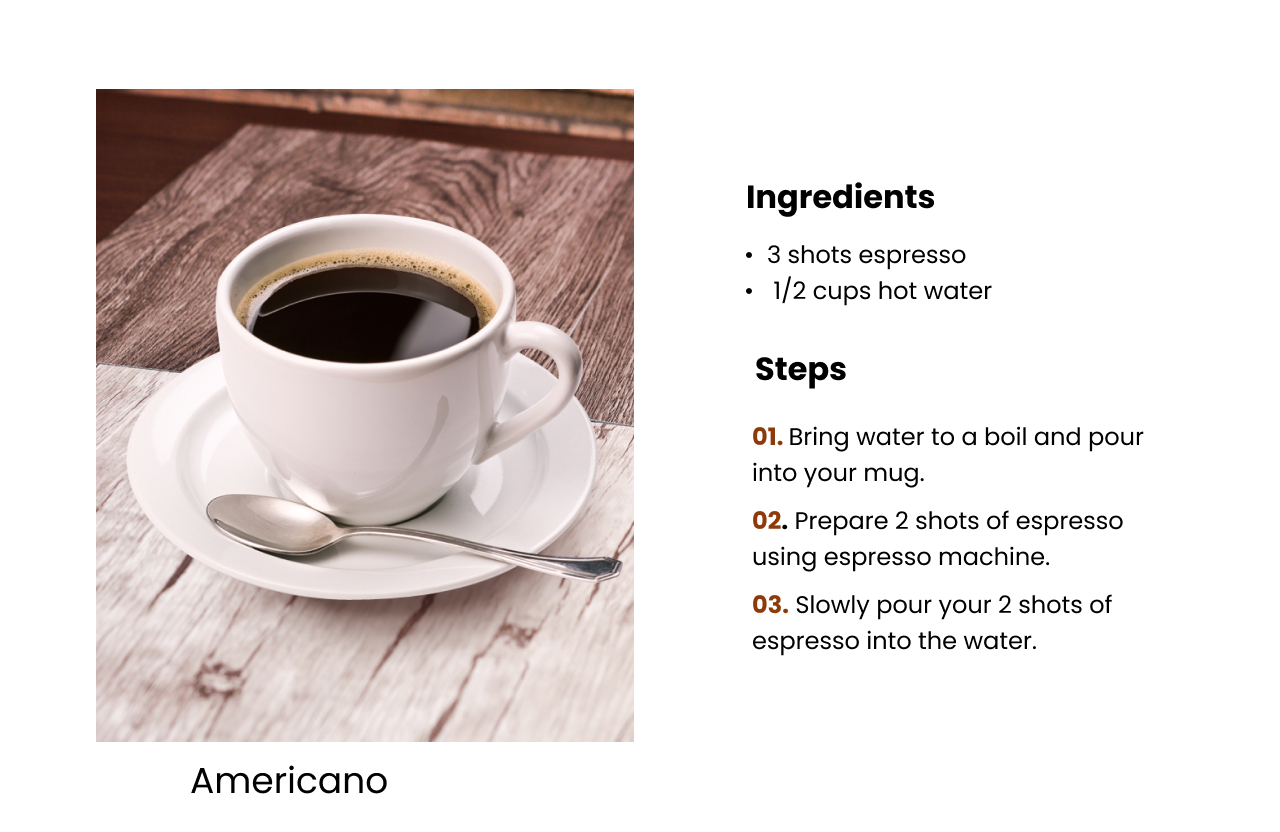 Ingredients
• 3 shots espresso
• 1/2 cups hot water
Steps
01. Bring water to a boil and pour
into your mug.
02. Prepare 2 shots of espresso
using espresso machine.
03. Slowly pour your 2 shots of
espresso into the water.
Americano